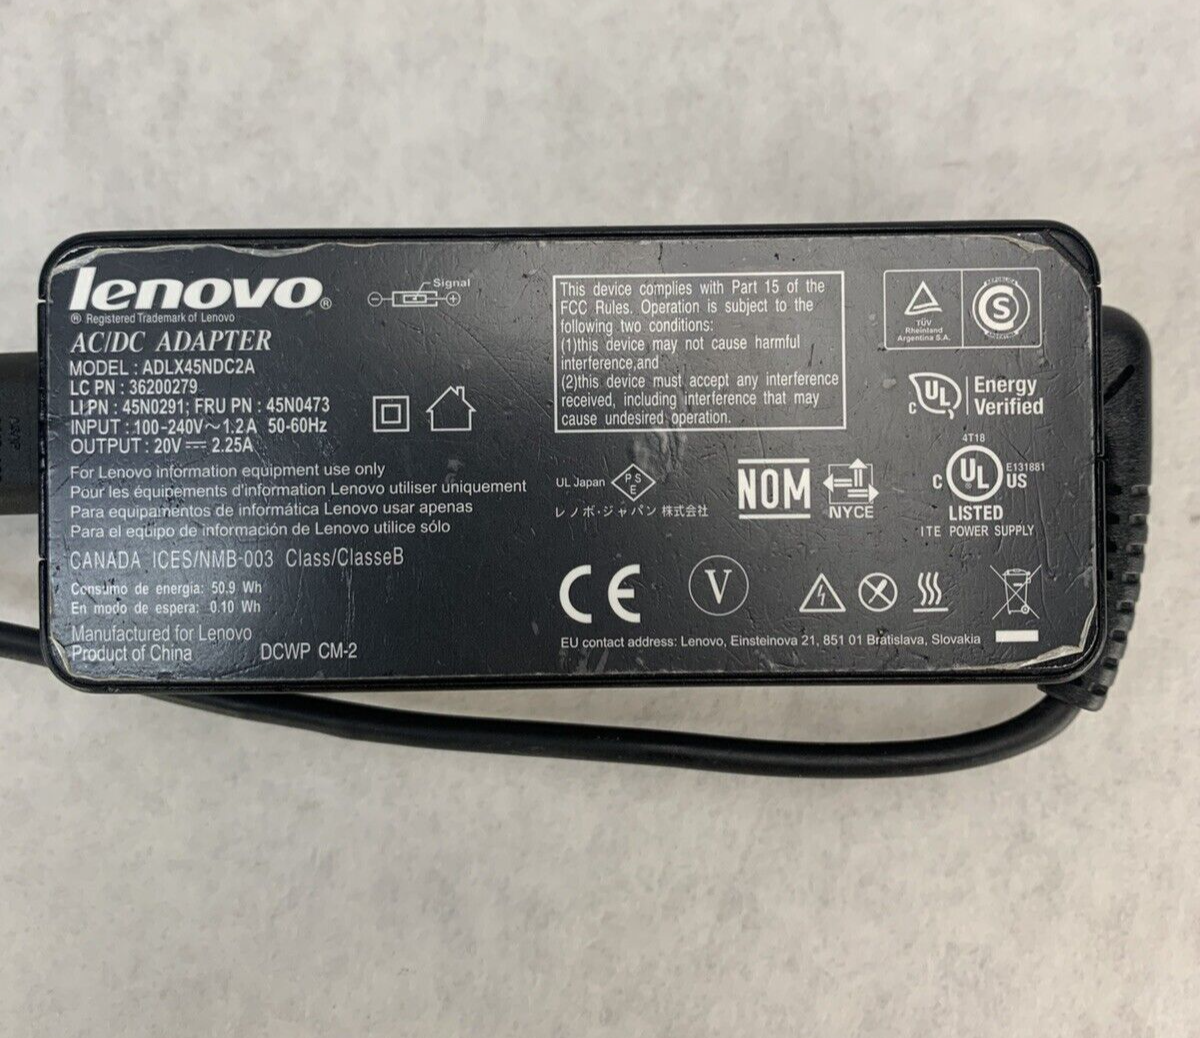 lenovo®
® Registered Trademark of Lenovo
AC/DC ADAPTER
MODEL : ADLX45NDC2A
LC PN : 36200279
LI PN : 45N0291; FRU PN : 45N0473
INPUT : 100-240V～1.2A 50-60Hz
OUTPUT : 20V⎓2.25A
For Lenovo information equipment use only
Pour les équipements d'information Lenovo utiliser uniquement
Para equipamentos de informática Lenovo usar apenas
Para el equipo de información de Lenovo utilice sólo
CANADA ICES/NMB-003 Class/ClasseB
Consumo de energia: 50.9 Wh
En modo de espera: 0.10 Wh
Manufactured for Lenovo
Product of China DCWP CM-2
Signal
This device complies with Part 15 of the
FCC Rules. Operation is subject to the
following two conditions:
(1)this device may not cause harmful
interference,and
(2)this device must accept any interference
received, including interference that may
cause undesired operation.
TÜV
Rheinland
Argentina S.A.
S
c UL Energy
Verified
UL Japan PS
E
レノボ・ジャパン 株式会社
NOM
NYCE
4T18
c UL US E131881
LISTED
ITE POWER SUPPLY
CE
V
EU contact address: Lenovo, Einsteinova 21, 851 01 Bratislava, Slovakia